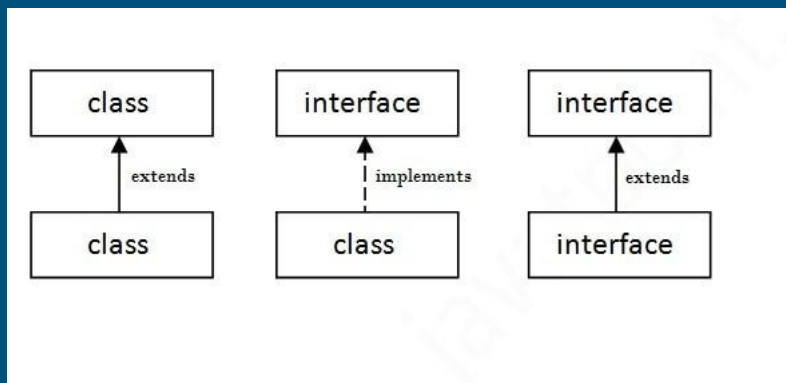 class
interface
interface
extends
implements
extends
class
class
interface